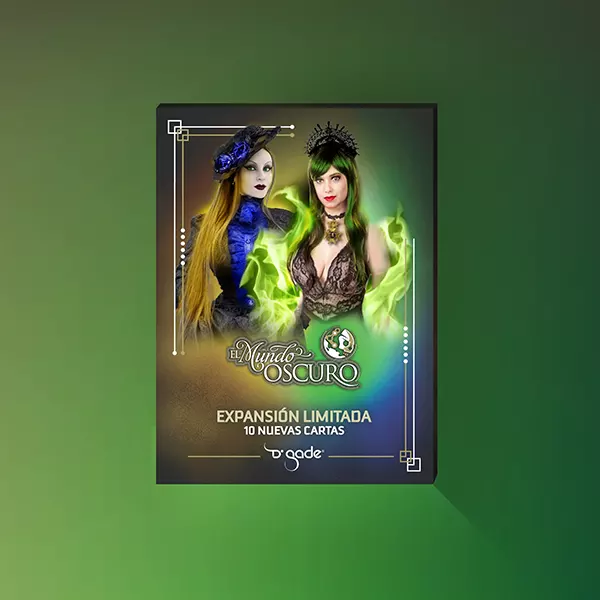 El Mundo
OSCURO
EXPANSIÓN LIMITADA
10 NUEVAS CARTAS
D'gade®